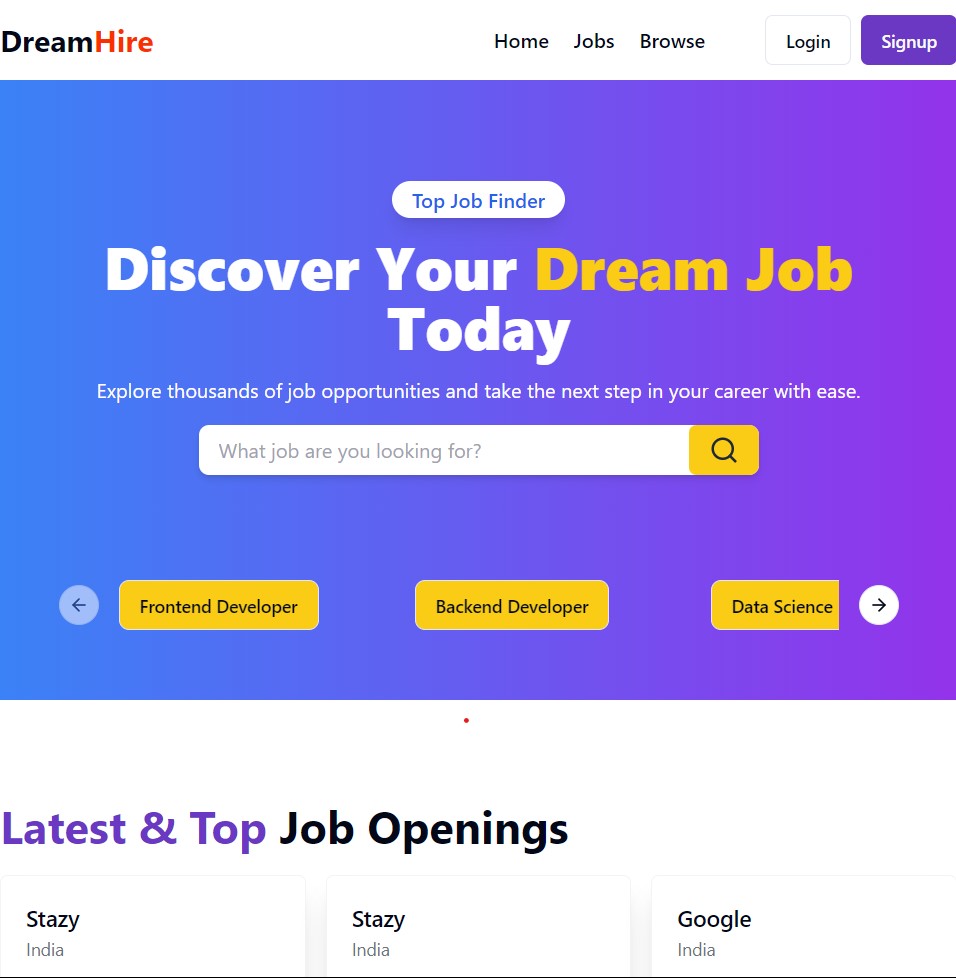 DreamHire
Home
Jobs
Browse
Login
Signup
Top Job Finder
Discover Your Dream Job
Today
Explore thousands of job opportunities and take the next step in your career with ease.
What job are you looking for?
Frontend Developer
Backend Developer
Data Science
Latest & Top Job Openings
Stazy
India
Stazy
India
Google
India